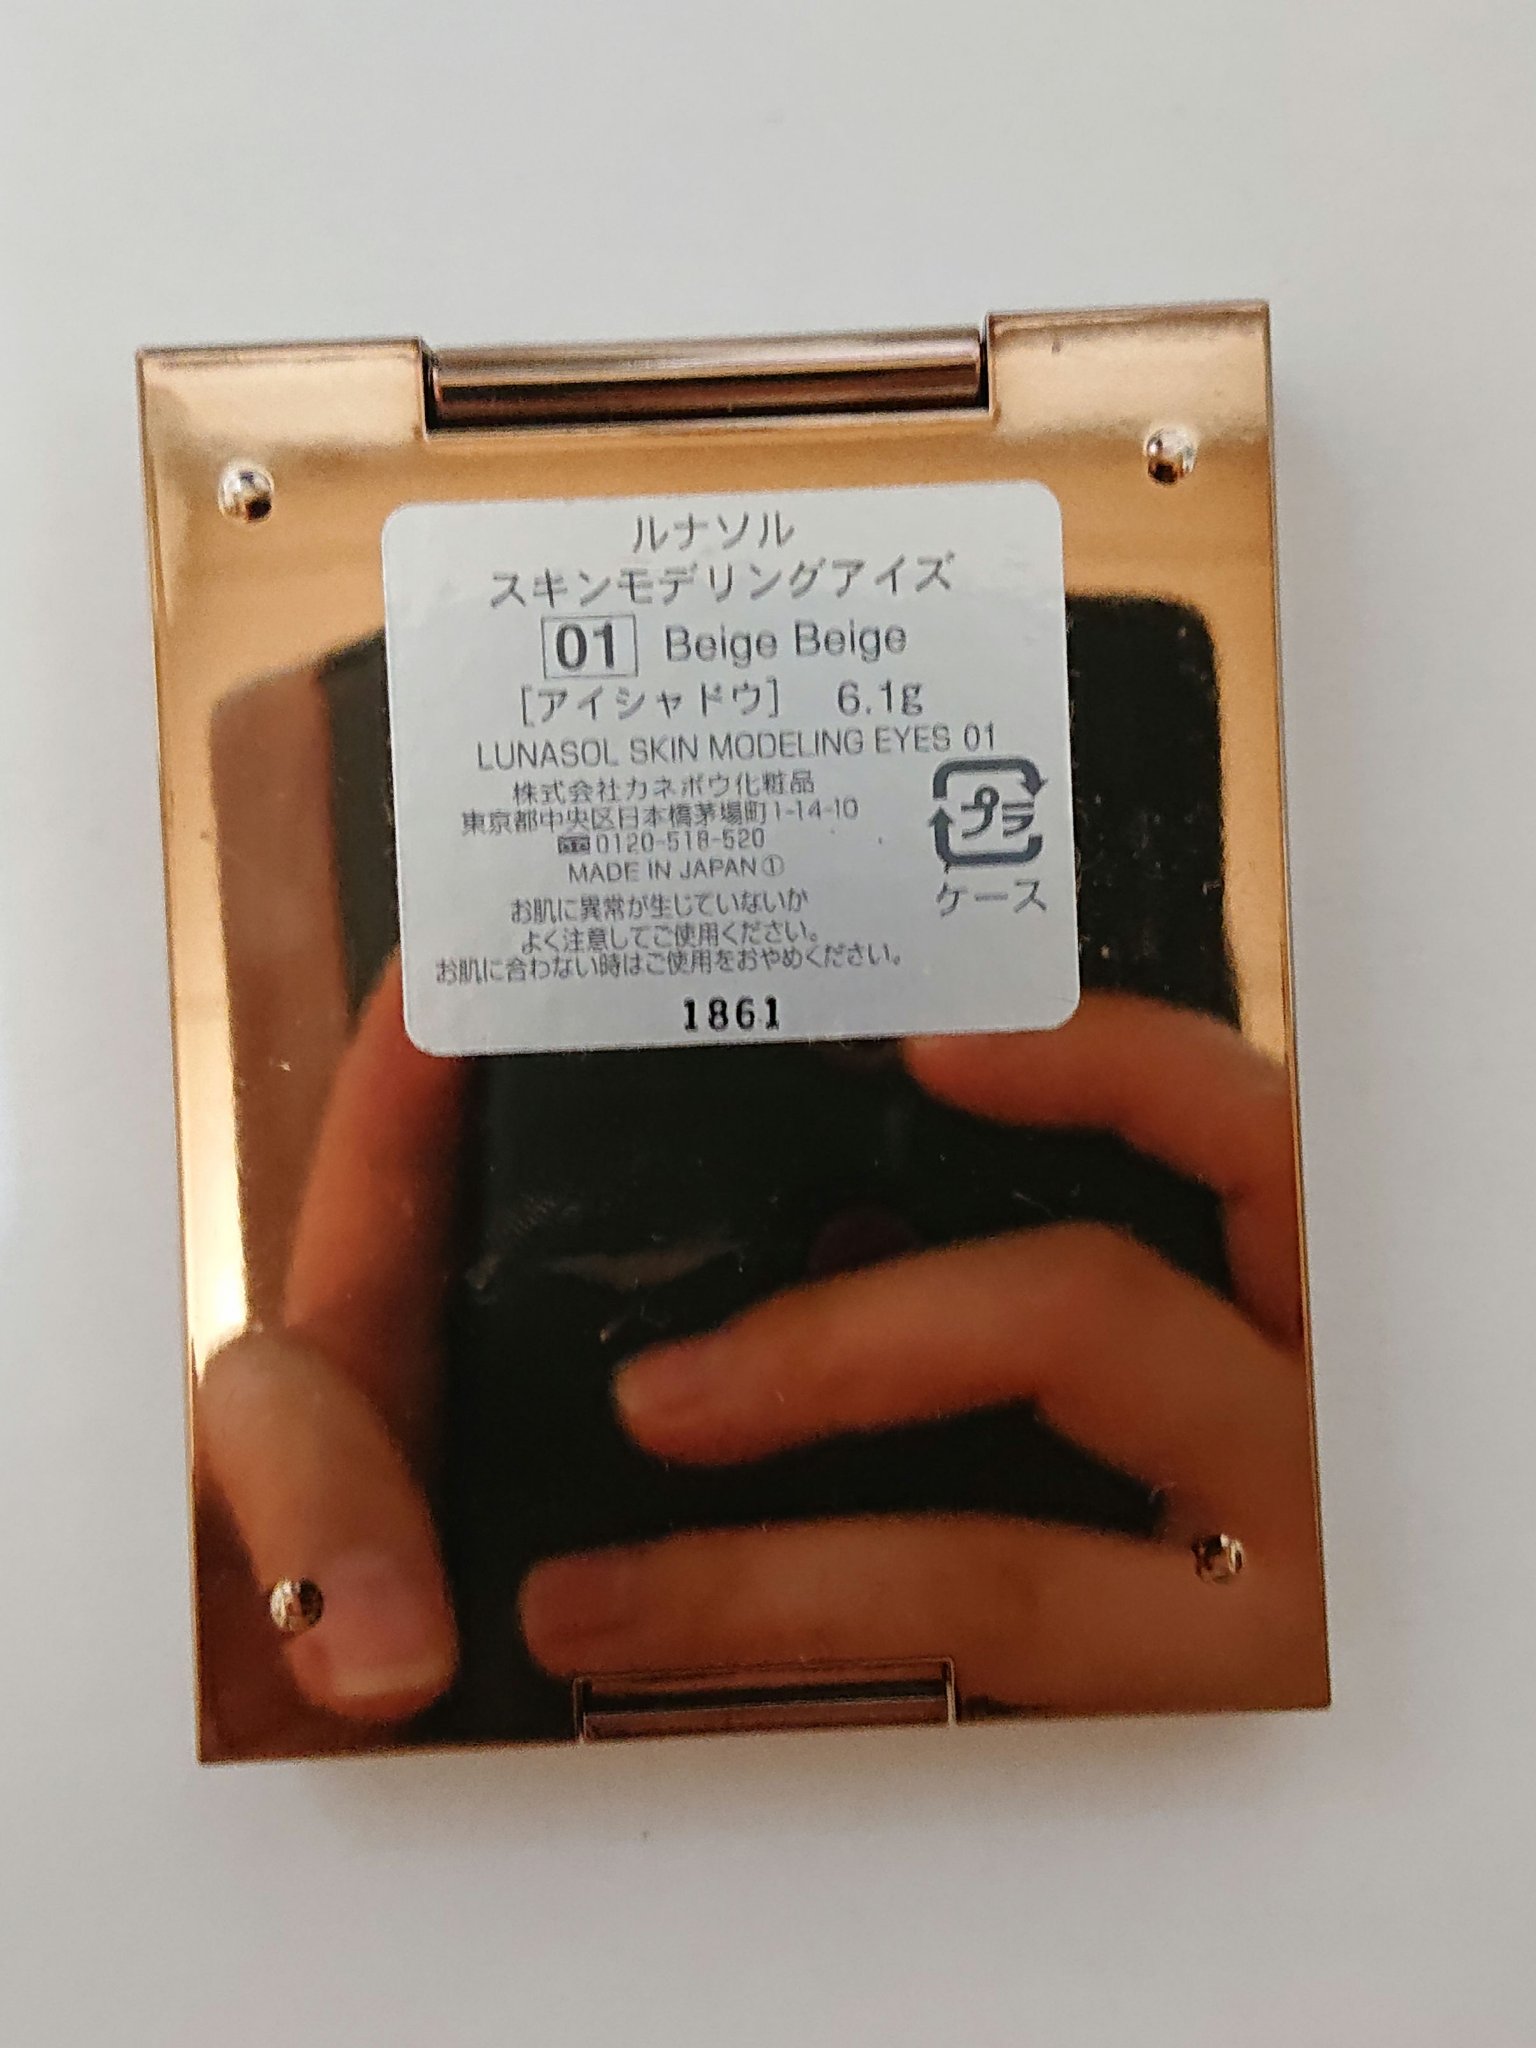 ルナソル
スキンモデリングアイズ
01 Beige Beige
[アイシャドウ] 6.1g
LUNASOL SKIN MODELING EYES 01
株式会社カネボウ化粧品
東京都中央区日本橋茅場町1-14-10
0120-518-520
MADE IN JAPAN①
プラ
ケース
お肌に異常が生じていないか
よく注意してご使用ください。
お肌に合わない時はご使用をおやめください。
1861